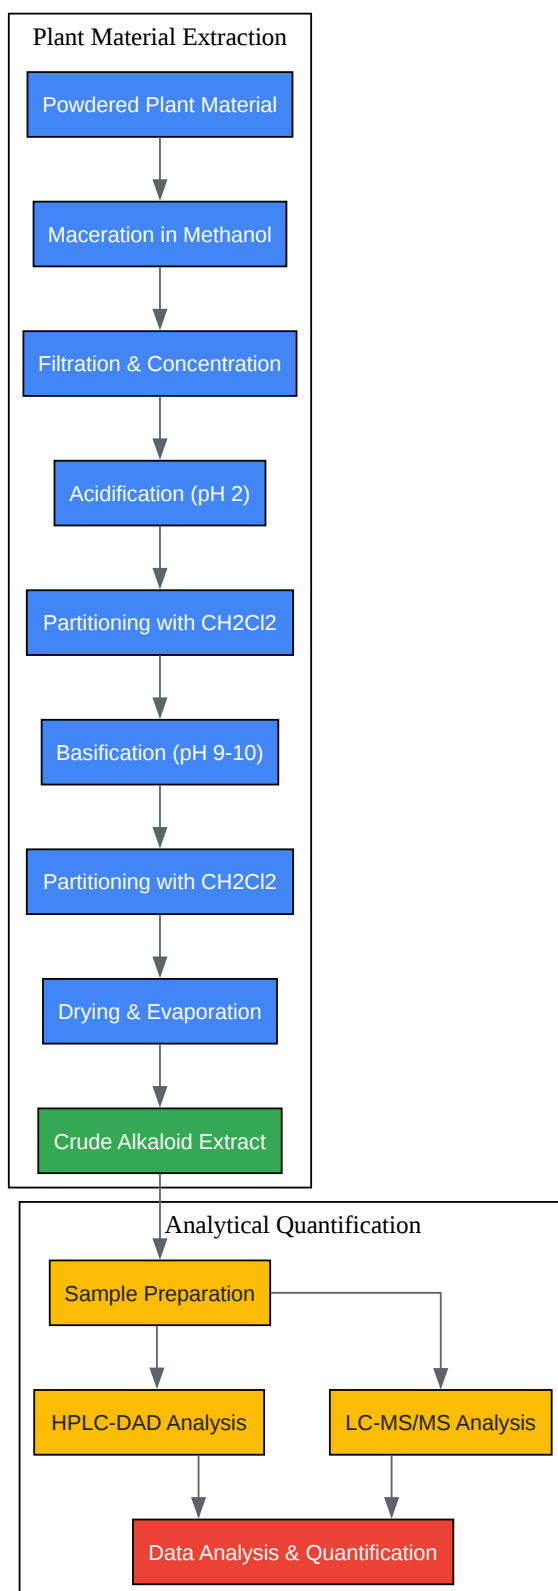 Plant Material Extraction
Powdered Plant Material
Maceration in Methanol
Filtration & Concentration
Acidification (pH 2)
Partitioning with CH2Cl2
Basification (pH 9-10)
Partitioning with CH2Cl2
Drying & Evaporation
Crude Alkaloid Extract
Analytical Quantification
Sample Preparation
HPLC-DAD Analysis
LC-MS/MS Analysis
Data Analysis & Quantification